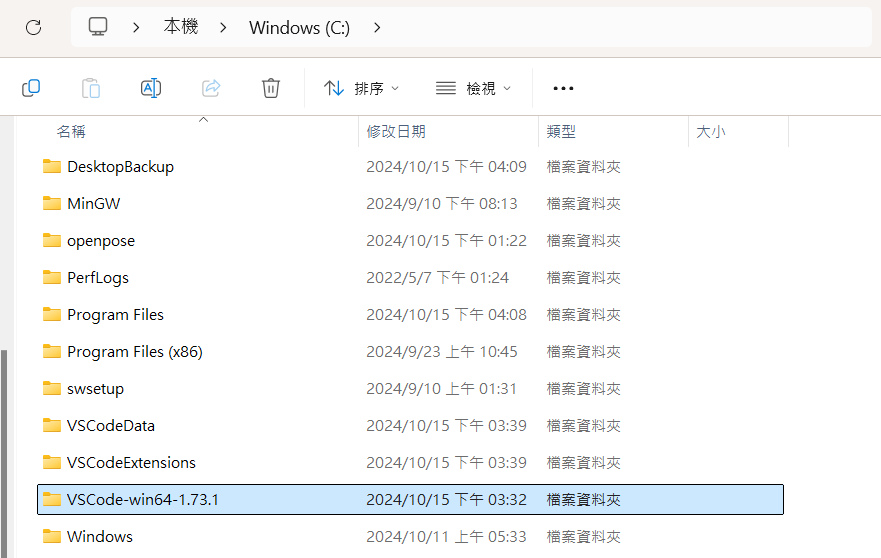 本機 > Windows (C:) >
排序 檢視
名稱 修改日期 類型 大小
DesktopBackup 2024/10/15 下午 04:09 檔案資料夾
MinGW 2024/9/10 下午 08:13 檔案資料夾
openpose 2024/10/15 下午 01:22 檔案資料夾
PerfLogs 2022/5/7 下午 01:24 檔案資料夾
Program Files 2024/10/15 下午 04:08 檔案資料夾
Program Files (x86) 2024/9/23 上午 10:45 檔案資料夾
swsetup 2024/9/10 上午 01:31 檔案資料夾
VSCodeData 2024/10/15 下午 03:39 檔案資料夾
VSCodeExtensions 2024/10/15 下午 03:39 檔案資料夾
VSCode-win64-1.73.1 2024/10/15 下午 03:32 檔案資料夾
Windows 2024/10/11 上午 05:33 檔案資料夾